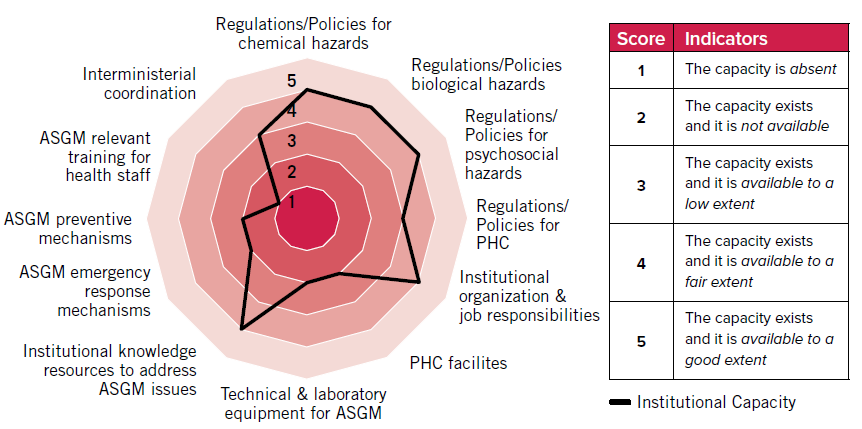 Regulations/Policies for
chemical hazards
Regulations/Policies
biological hazards
Regulations/
Policies for
psychosocial
hazards
Regulations/
Policies for
PHC
Institutional
organization &
job responsibilities
PHC facilites
Technical & laboratory
equipment for ASGM
Institutional knowledge
resources to address
ASGM issues
ASGM emergency
response
mechanisms
ASGM preventive
mechanisms
ASGM relevant
training for
health staff
Interministerial
coordination
5
4
3
2
1
Score Indicators
1 The capacity is absent
2 The capacity exists
and it is not available
3 The capacity exists
and it is available to a
low extent
4 The capacity exists
and it is available to a
fair extent
5 The capacity exists
and it is available to a
good extent
Institutional Capacity